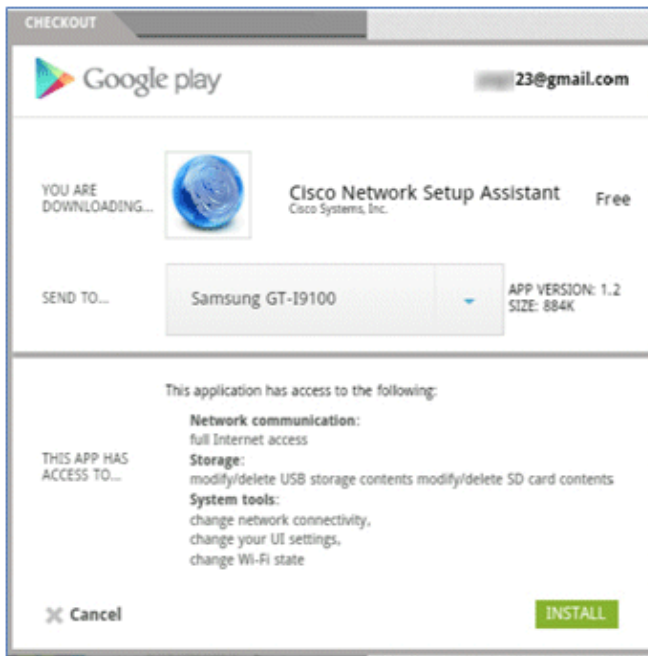 CHECKOUT
Google play
23@gmail.com
YOU ARE
DOWNLOADING...
Cisco Network Setup Assistant
Cisco Systems, Inc.
Free
SEND TO...
Samsung GT-I9100
APP VERSION: 1.2
SIZE: 884K
This application has access to the following:
THIS APP HAS
ACCESS TO...
Network communication:
full Internet access
Storage:
modify/delete USB storage contents modify/delete SD card contents
System tools:
change network connectivity,
change your UI settings,
change Wi-Fi state
Cancel
INSTALL